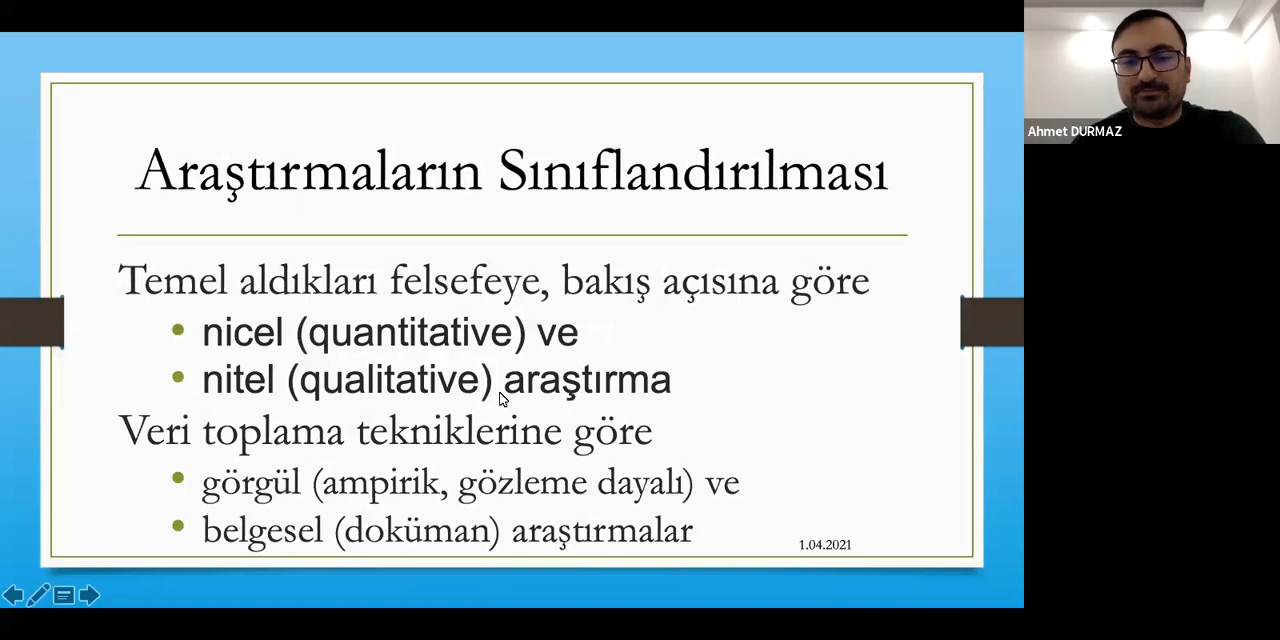 Araştırmaların Sınıflandırılması
Temel aldıkları felsefeye, bakış açısına göre
nicel (quantitative) ve
nitel (qualitative) araştırma
Veri toplama tekniklerine göre
görgül (ampirik, gözleme dayalı) ve
belgesel (doküman) araştırmalar
1.04.2021
Ahmet DURMAZ